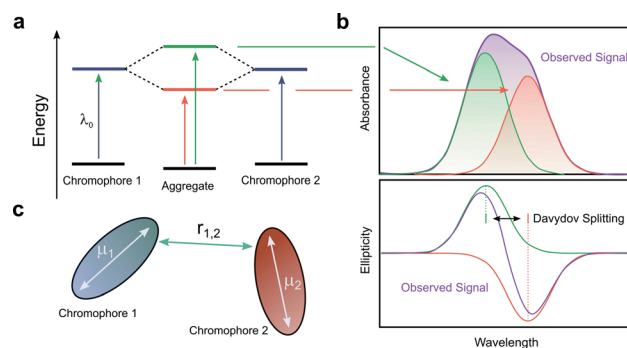 a
Energy
λ₀
Chromophore 1
Aggregate
Chromophore 2
b
Absorbance
Observed Signal
Ellipticity
Davydov Splitting
Observed Signal
Wavelength
c
μ₁
r₁,₂
μ₂
Chromophore 1
Chromophore 2